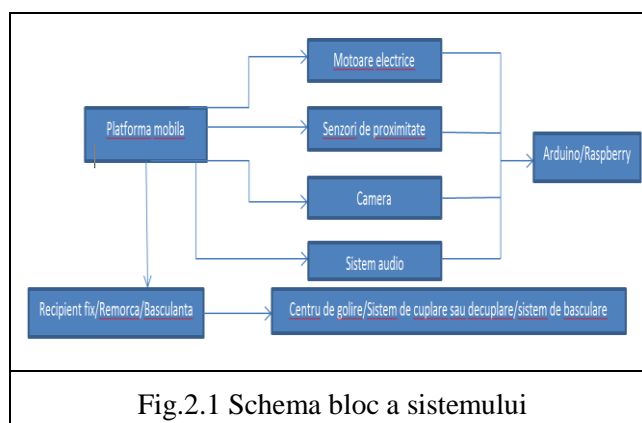 Motoare electrice
Platforma mobila
Senzori de proximitate
Arduino/Raspberry
Camera
Sistem audio
Recipient fix/Remorca/Basculanta
Centru de golire/Sistem de cuplare sau decuplare/sistem de basculare
Fig.2.1 Schema bloc a sistemului